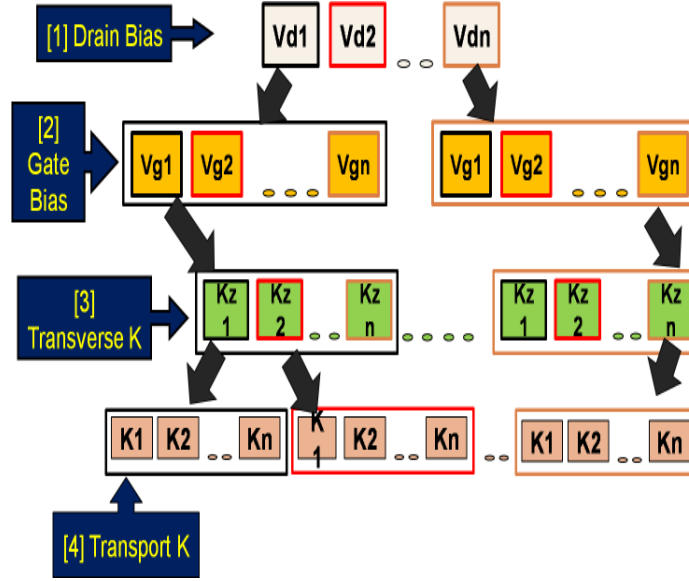 [1] Drain Bias
Vd1 Vd2 Vdn
[2]
Gate
Bias
Vg1 Vg2 Vgn Vg1 Vg2 Vgn
[3]
Transverse K
Kz Kz Kz Kz Kz Kz
1 2 n 1 2 n
K1 K2 Kn K K2 Kn K1 K2 Kn
1
[4] Transport K